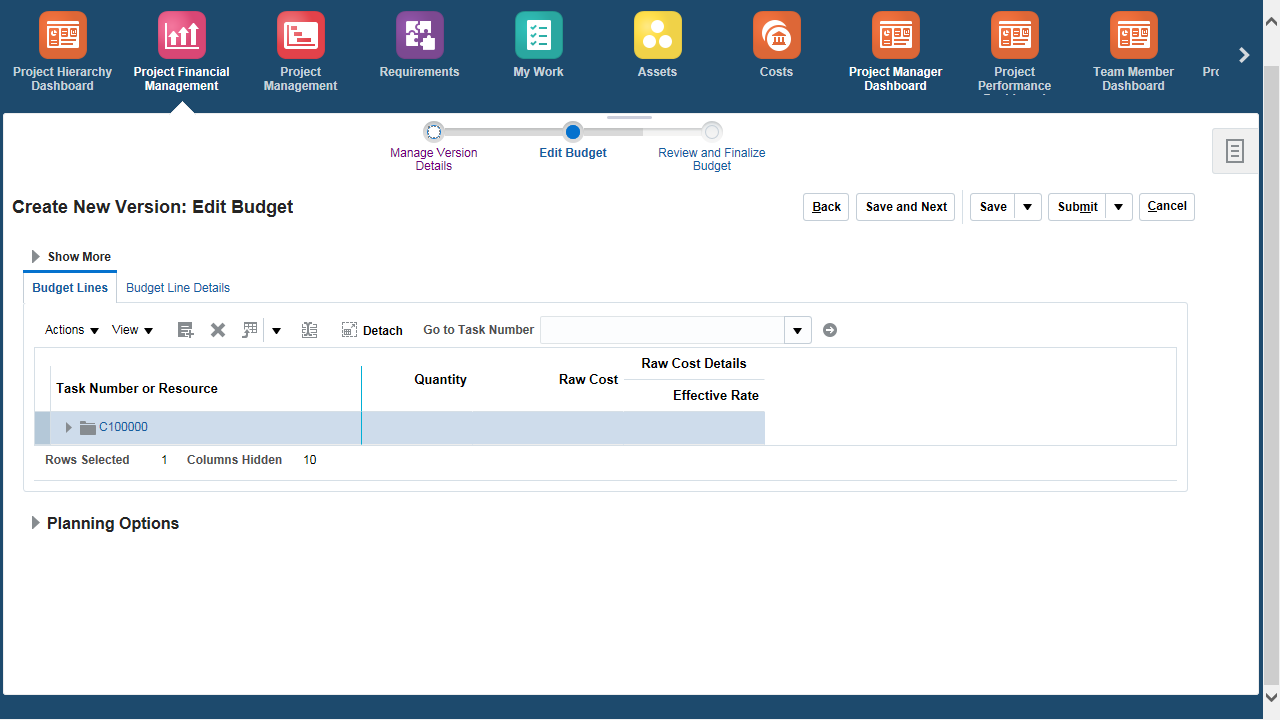 Project Hierarchy
Dashboard
Project Financial
Management
Project
Management
Requirements
My Work
Assets
Costs
Project Manager
Dashboard
Project
Performance
Team Member
Dashboard
Manage Version
Details
Edit Budget
Review and Finalize
Budget
Create New Version: Edit Budget
Back
Save and Next
Save
Submit
Cancel
Show More
Budget Lines
Budget Line Details
Actions
View
Detach
Go to Task Number
Task Number or Resource
Quantity
Raw Cost
Raw Cost Details
Effective Rate
C100000
Rows Selected 1
Columns Hidden 10
Planning Options